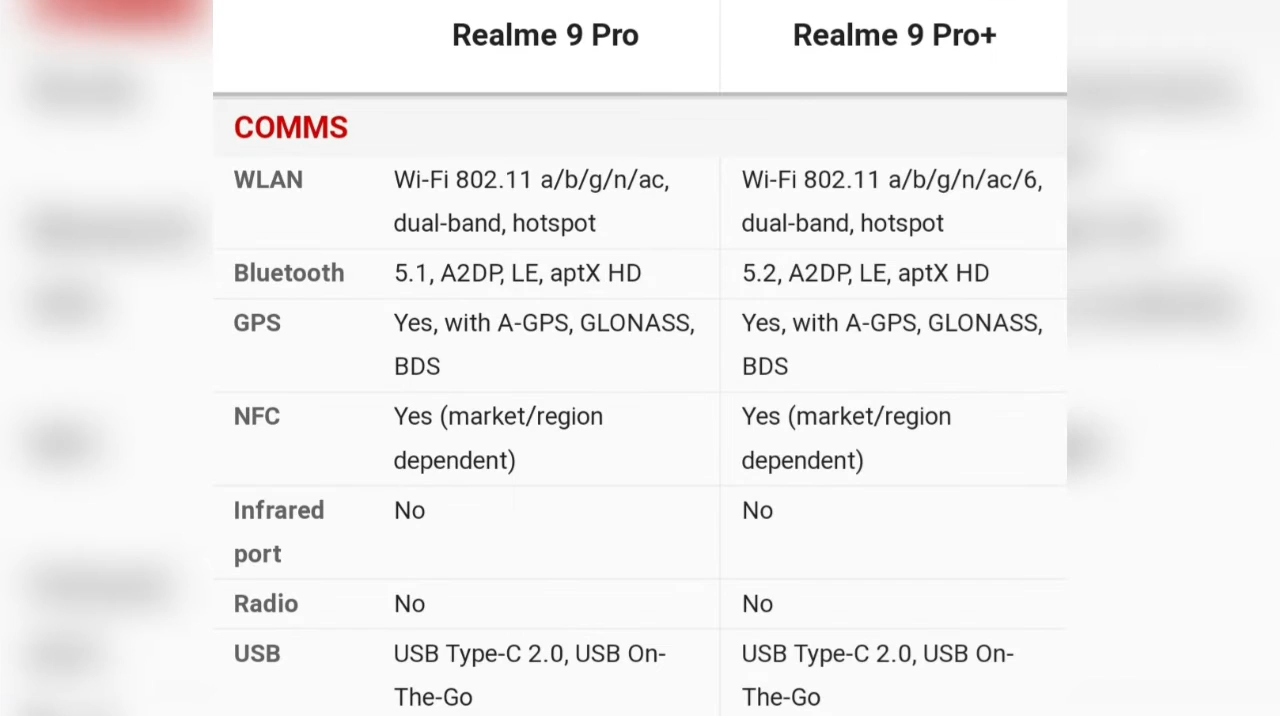 Realme 9 Pro Realme 9 Pro+
COMMS
WLAN Wi-Fi 802.11 a/b/g/n/ac, Wi-Fi 802.11 a/b/g/n/ac/6,
dual-band, hotspot dual-band, hotspot
Bluetooth 5.1, A2DP, LE, aptX HD 5.2, A2DP, LE, aptX HD
GPS Yes, with A-GPS, GLONASS, Yes, with A-GPS, GLONASS,
BDS BDS
NFC Yes (market/region Yes (market/region
dependent) dependent)
Infrared No No
port
Radio No No
USB USB Type-C 2.0, USB On- USB Type-C 2.0, USB On-
The-Go The-Go